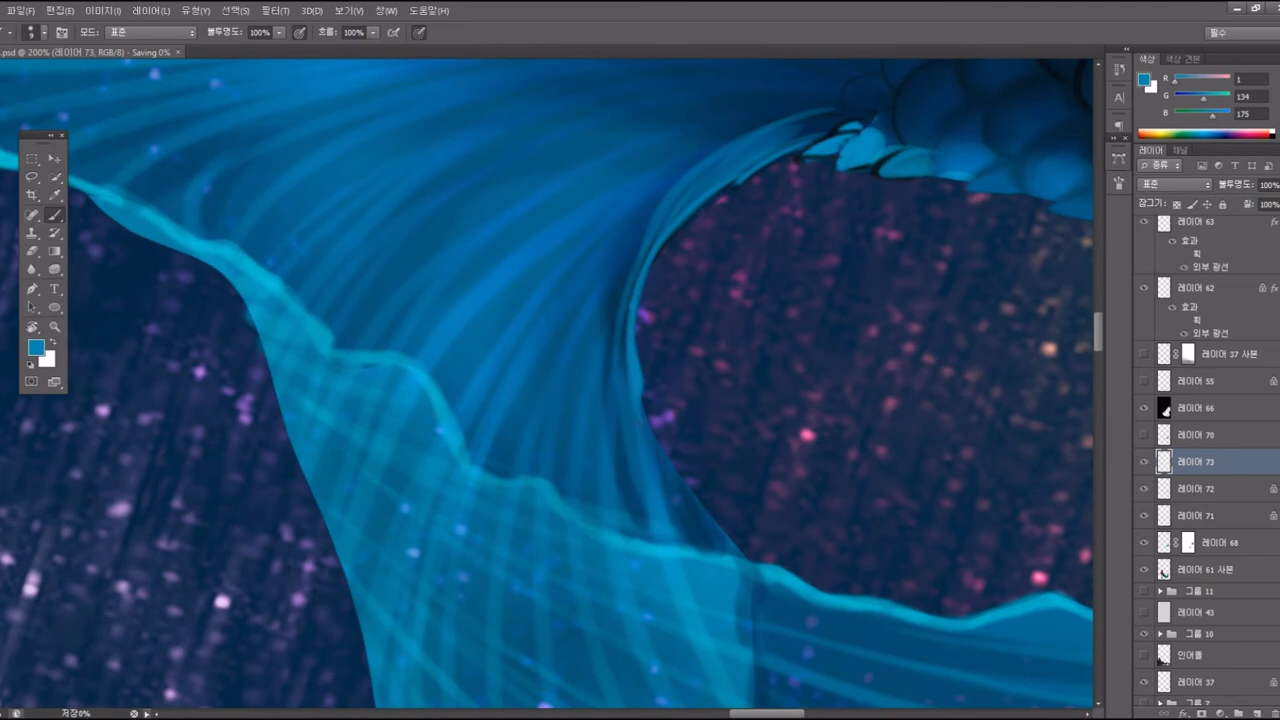 파일(F) 편집(E) 이미지(I) 레이어(L) 유형(Y) 선택(S) 필터(T) 3D(D) 보기(V) 창(W) 도움말(H)
9 모드: 표준 불투명도: 100% 흐름: 100% 필수
.psd @ 200% (레이어 73, RGB/8) - Saving 0% ×
색상 색상 견본
R 1
G 134
B 175
레이어 채널
종류
표준 불투명도: 100%
잠그기: 칠: 100%
레이어 63 fx
효과
획
외부 광선
레이어 62 fx
효과
획
외부 광선
레이어 37 사본
레이어 55
레이어 66
레이어 70
레이어 73
레이어 72
레이어 71
레이어 68
레이어 61 사본
그룹 11
레이어 43
그룹 10
인어돌
레이어 37
그룹 7
저장0%